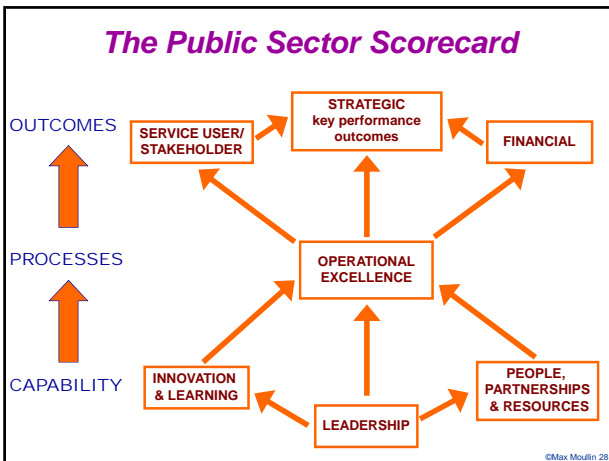 The Public Sector Scorecard
OUTCOMES
SERVICE USER/
STAKEHOLDER
STRATEGIC
key performance
outcomes
FINANCIAL
PROCESSES
OPERATIONAL
EXCELLENCE
CAPABILITY
INNOVATION
& LEARNING
LEADERSHIP
PEOPLE,
PARTNERSHIPS
& RESOURCES
©Max Moullin 28